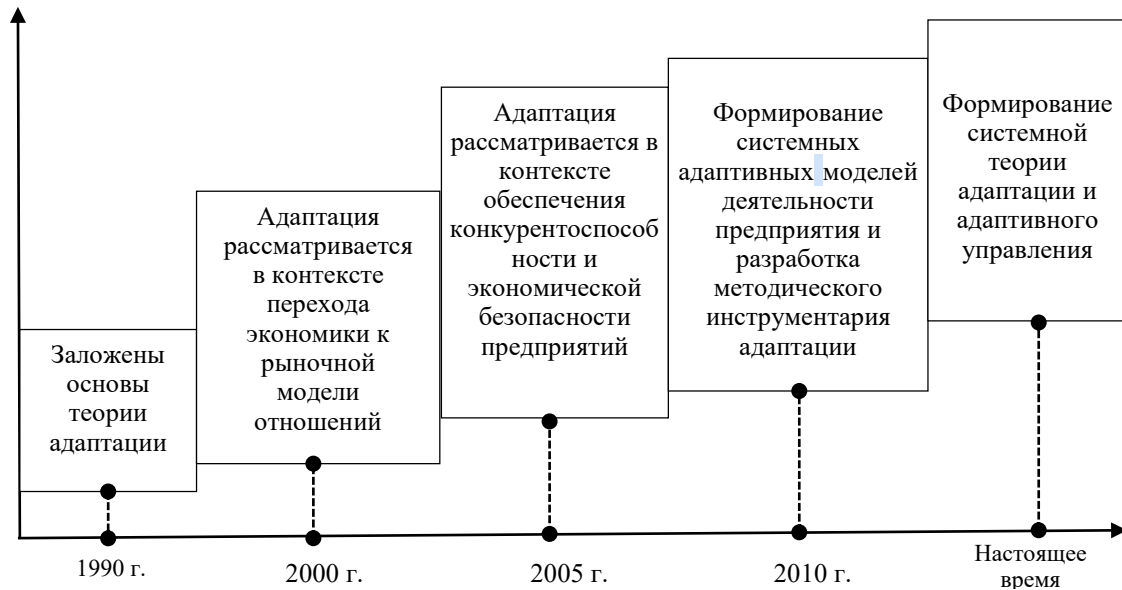 Заложены
основы
теории
адаптации
Адаптация
рассматривается
в контексте
перехода
экономики к
рыночной
модели
отношений
Адаптация
рассматривается в
контексте
обеспечения
конкурентоспособ
ности и
экономической
безопасности
предприятий
Формирование
системных
адаптивных моделей
деятельности
предприятия и
разработка
методического
инструментария
адаптации
Формирование
системной
теории
адаптации и
адаптивного
управления
1990 г.
2000 г.
2005 г.
2010 г.
Настоящее
время